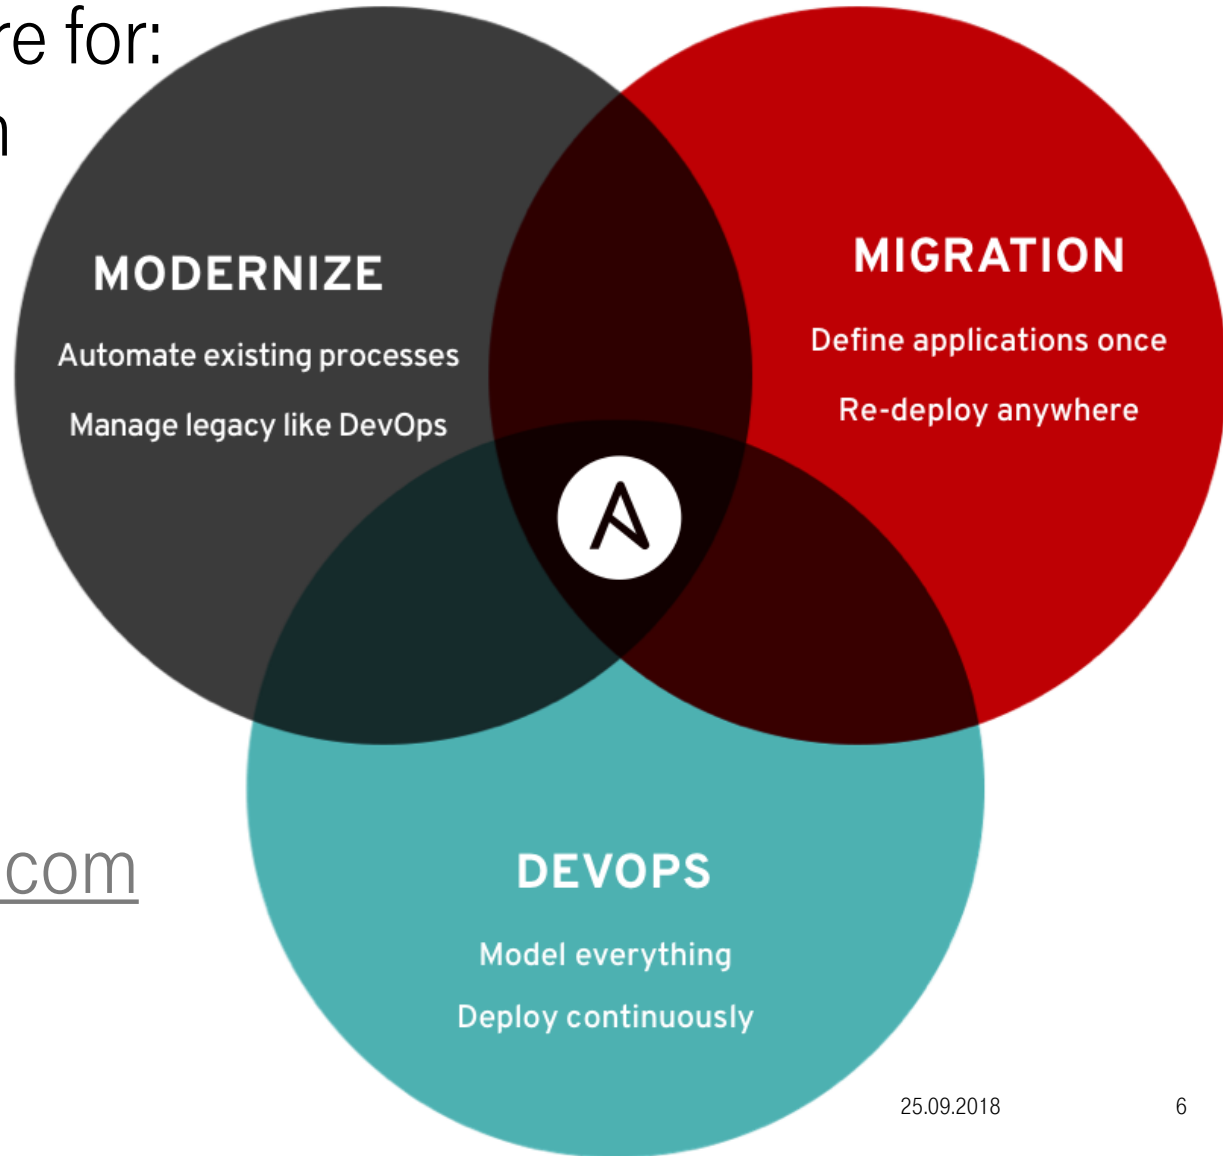 re for:
n
MODERNIZE
Automate existing processes
Manage legacy like DevOps
MIGRATION
Define applications once
Re-deploy anywhere
A
.com
DEVOPS
Model everything
Deploy continuously
25.09.2018
6